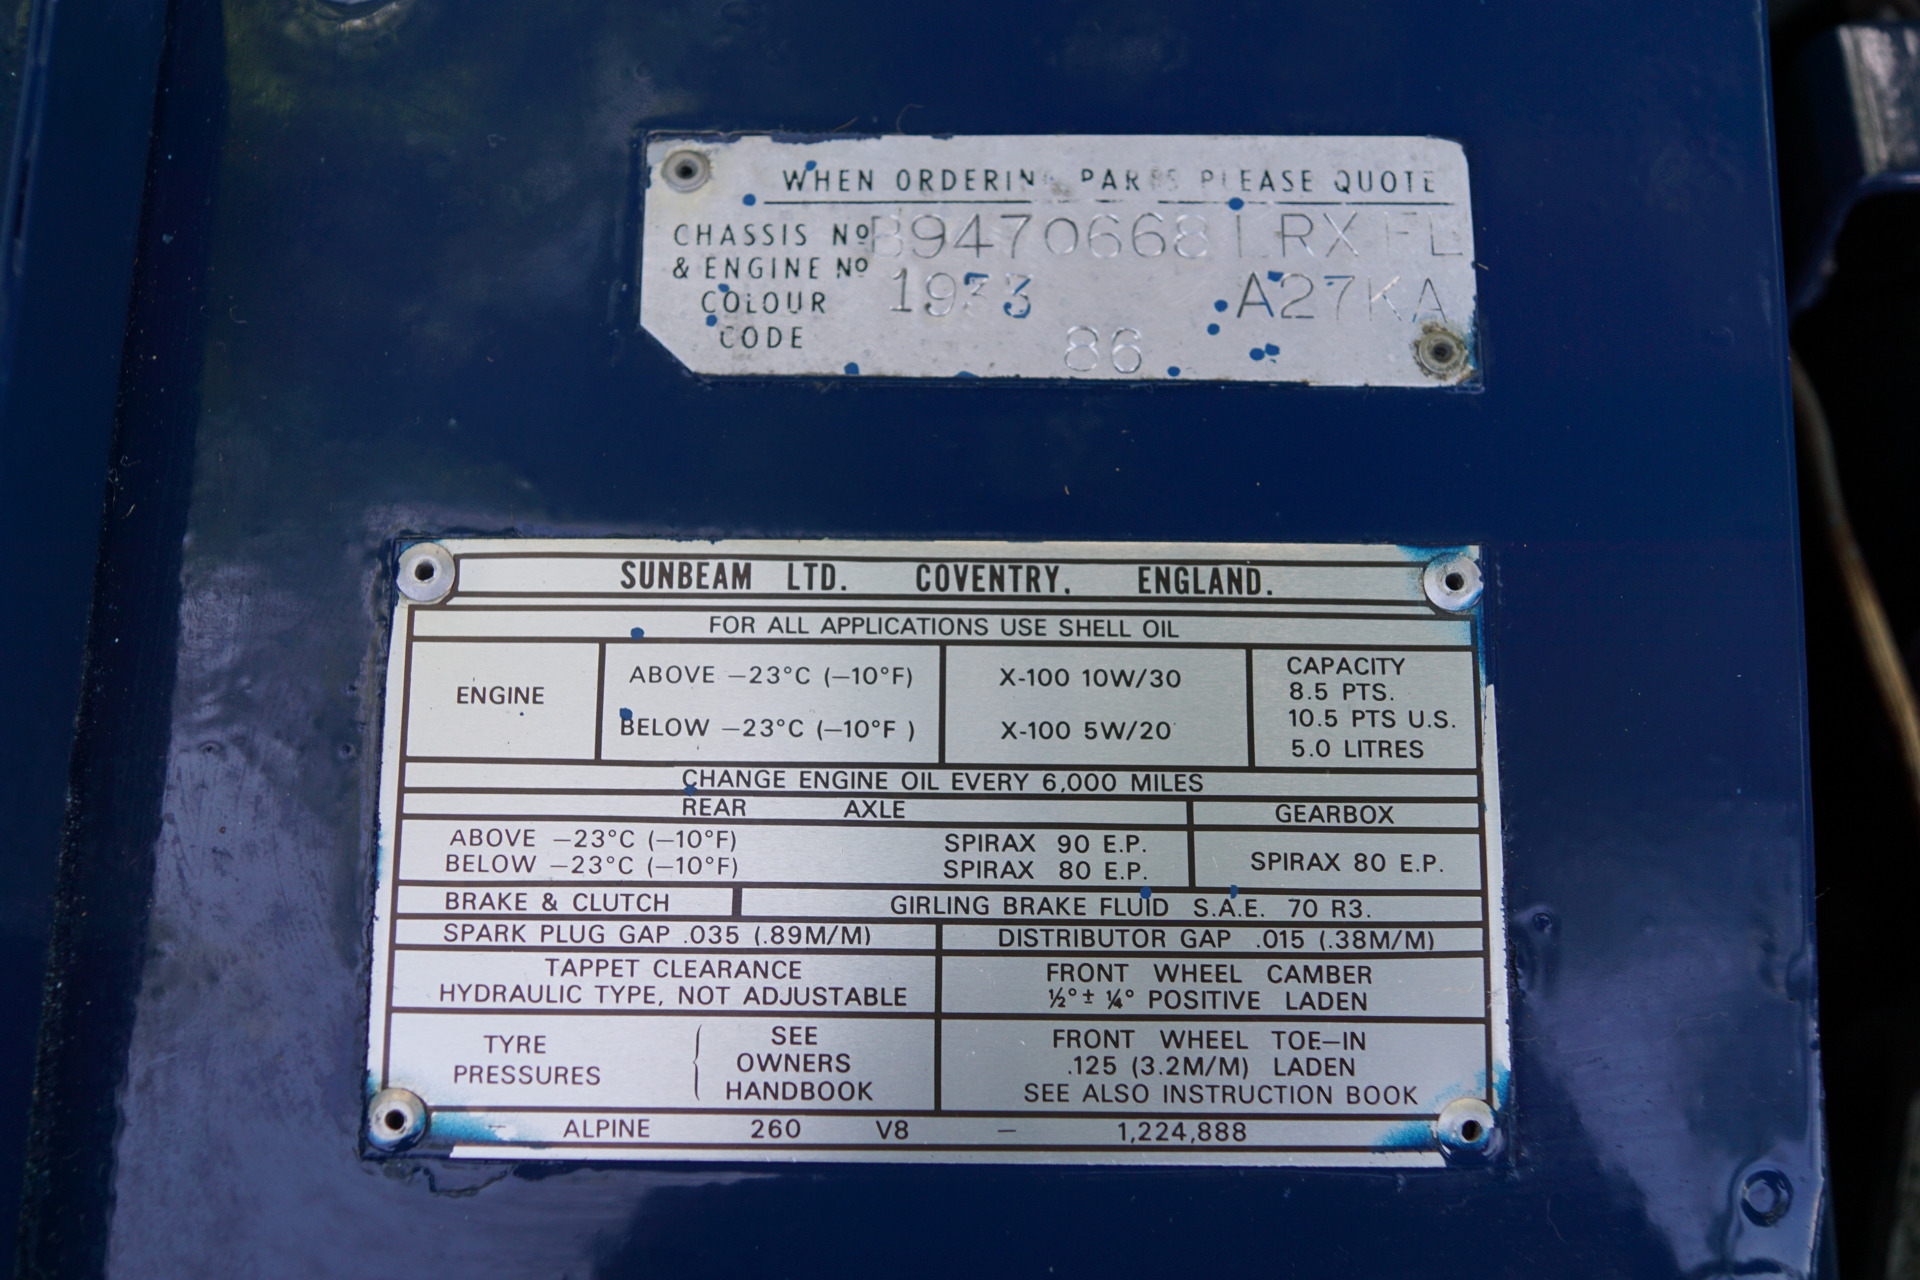 WHEN ORDERING PARTS PLEASE QUOTE
CHASSIS Nº B9470668 LRX FE
& ENGINE Nº 1933 A27KA
COLOUR
CODE 86
SUNBEAM LTD. COVENTRY. ENGLAND.
FOR ALL APPLICATIONS USE SHELL OIL
ENGINE
ABOVE –23°C (–10°F) X-100 10W/30
BELOW –23°C (–10°F ) X-100 5W/20
CAPACITY
8.5 PTS.
10.5 PTS U.S.
5.0 LITRES
CHANGE ENGINE OIL EVERY 6,000 MILES
REAR AXLE GEARBOX
ABOVE –23°C (–10°F) SPIRAX 90 E.P.
BELOW –23°C (–10°F) SPIRAX 80 E.P.
SPIRAX 80 E.P.
BRAKE & CLUTCH GIRLING BRAKE FLUID S.A.E. 70 R3.
SPARK PLUG GAP .035 (.89M/M) DISTRIBUTOR GAP .015 (.38M/M)
TAPPET CLEARANCE
HYDRAULIC TYPE, NOT ADJUSTABLE
FRONT WHEEL CAMBER
½° ± ¼° POSITIVE LADEN
TYRE
PRESSURES
SEE
OWNERS
HANDBOOK
FRONT WHEEL TOE–IN
.125 (3.2M/M) LADEN
SEE ALSO INSTRUCTION BOOK
– ALPINE 260 V8 – 1,224,888